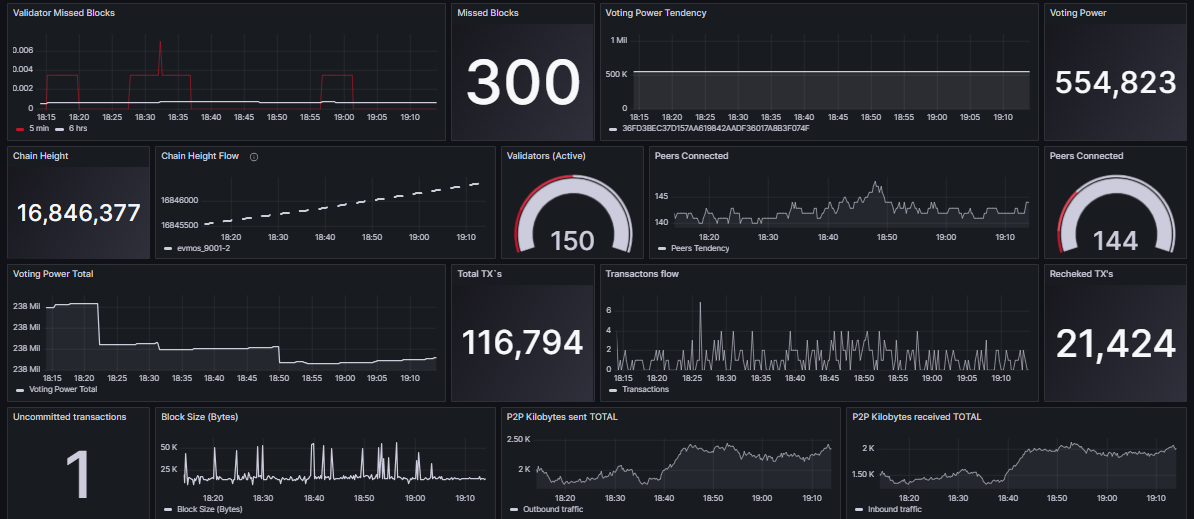 Validator Missed Blocks
0.006
0.004
0.002
0
18:15 18:20 18:25 18:30 18:35 18:40 18:45 18:50 18:55 19:00 19:05 19:10
5 min 6 hrs
Missed Blocks
300
Voting Power Tendency
1 Mil
500 K
0
18:15 18:20 18:25 18:30 18:35 18:40 18:45 18:50 18:55 19:00 19:05 19:10
36FD3BEC37D157AA619842AADF36017A8B3F074F
Voting Power
554,823
Chain Height
16,846,377
Chain Height Flow
16846000
16845500
18:20 18:30 18:40 18:50 19:00 19:10
evmos_9001-2
Validators (Active)
150
Peers Connected
145
140
18:20 18:30 18:40 18:50 19:00 19:10
Peers Tendency
Peers Connected
144
Voting Power Total
238 Mil
238 Mil
238 Mil
238 Mil
18:15 18:20 18:25 18:30 18:35 18:40 18:45 18:50 18:55 19:00 19:05 19:10
Voting Power Total
Total TX`s
116,794
Transactons flow
6
4
2
0
18:15 18:20 18:25 18:30 18:35 18:40 18:45 18:50 18:55 19:00 19:05 19:10
Transactions
Recheked TX's
21,424
Uncommitted transactions
1
Block Size (Bytes)
50 K
25 K
18:20 18:30 18:40 18:50 19:00 19:10
Block Size (Bytes)
P2P Kilobytes sent TOTAL
2.50 K
2 K
18:20 18:30 18:40 18:50 19:00 19:10
Outbound traffic
P2P Kilobytes received TOTAL
2 K
1.50 K
18:20 18:30 18:40 18:50 19:00 19:10
Inbound traffic